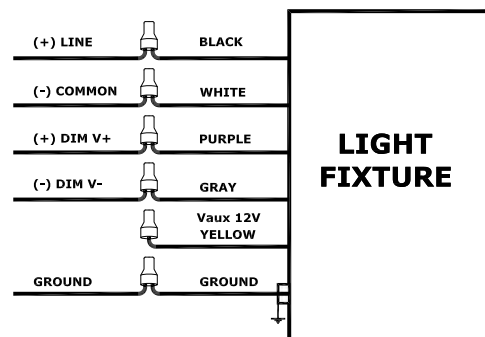 (+) LINE BLACK
(-) COMMON WHITE
(+) DIM V+ PURPLE
(-) DIM V- GRAY
Vaux 12V
YELLOW
GROUND GROUND
LIGHT
FIXTURE